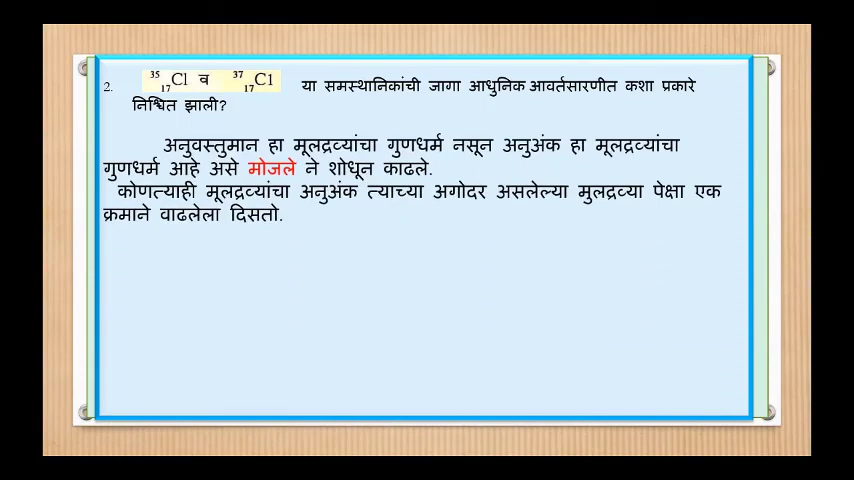 2. ³⁵₁₇Cl व ³⁷₁₇C1 या समस्थानिकांची जागा आधुनिक आवर्तसारणीत कशा प्रकारे
निश्चित झाली?
अनुवस्तुमान हा मूलद्रव्यांचा गुणधर्म नसून अनुअंक हा मूलद्रव्यांचा
गुणधर्म आहे असे मोजले ने शोधून काढले.
कोणत्याही मूलद्रव्यांचा अनुअंक त्याच्या अगोदर असलेल्या मुलद्रव्या पेक्षा एक
क्रमाने वाढलेला दिसतो.